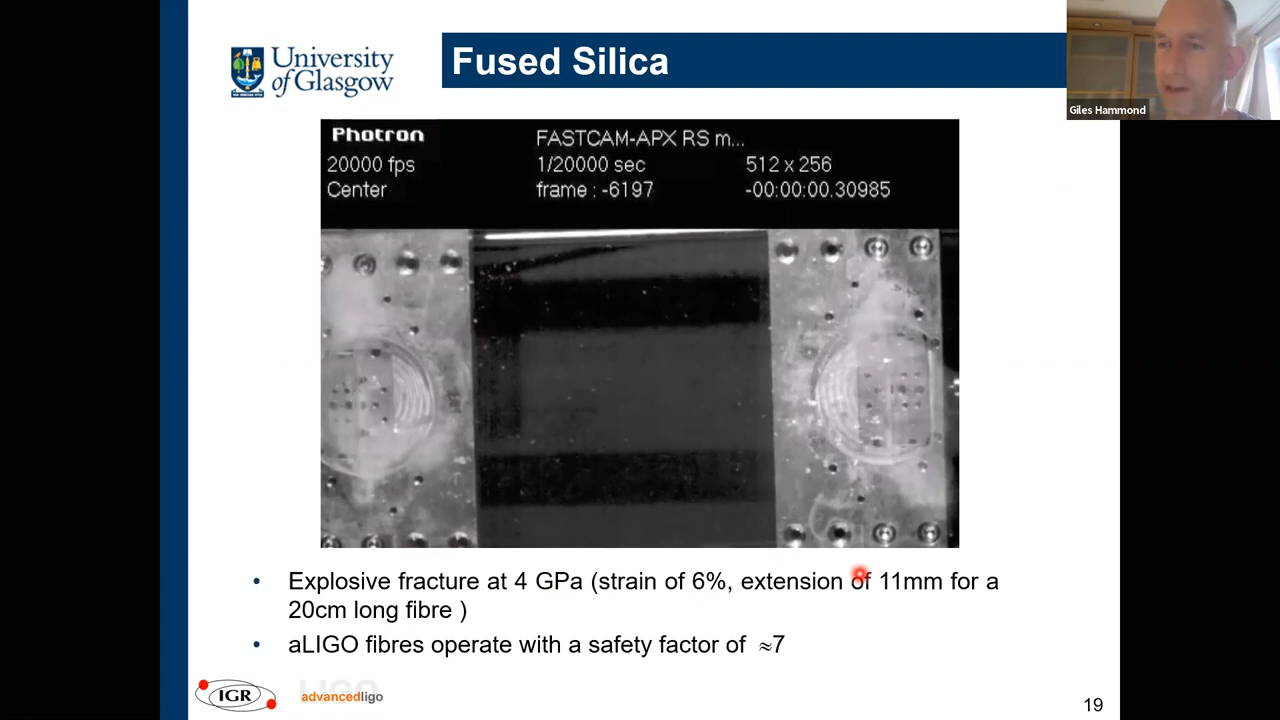 University
of Glasgow
Fused Silica
Giles Hammond
Photron
FASTCAM-APX RS m...
20000 fps
1/20000 sec
512 x 256
Center
frame : -6197
-00:00:00.30985
• Explosive fracture at 4 GPa (strain of 6%, extension of 11mm for a
20cm long fibre )
• aLIGO fibres operate with a safety factor of ≈7
IGR
LIGO
advancedligo
19